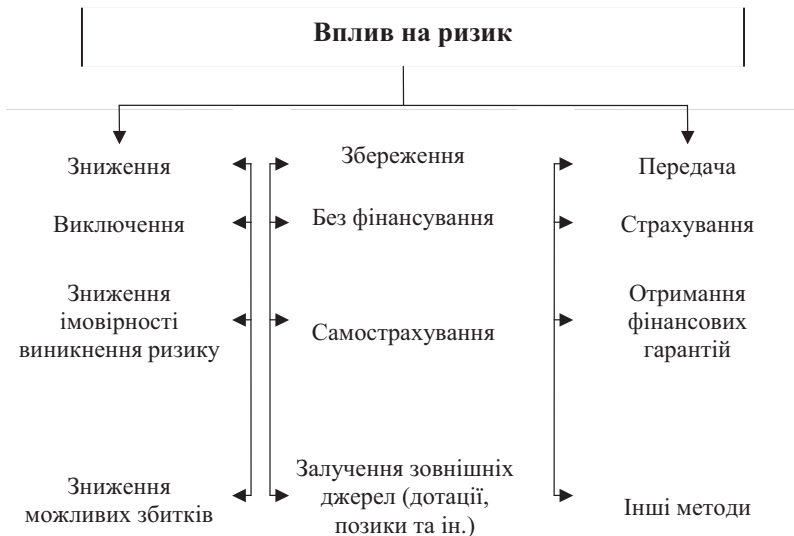 Вплив на ризик
Зниження
Збереження
Передача
Виключення
Без фінансування
Страхування
Зниження
імовірності
виникнення ризику
Самострахування
Отримання
фінансових
гарантій
Зниження
можливих збитків
Залучення зовнішніх
джерел (дотації,
позики та ін.)
Інші методи